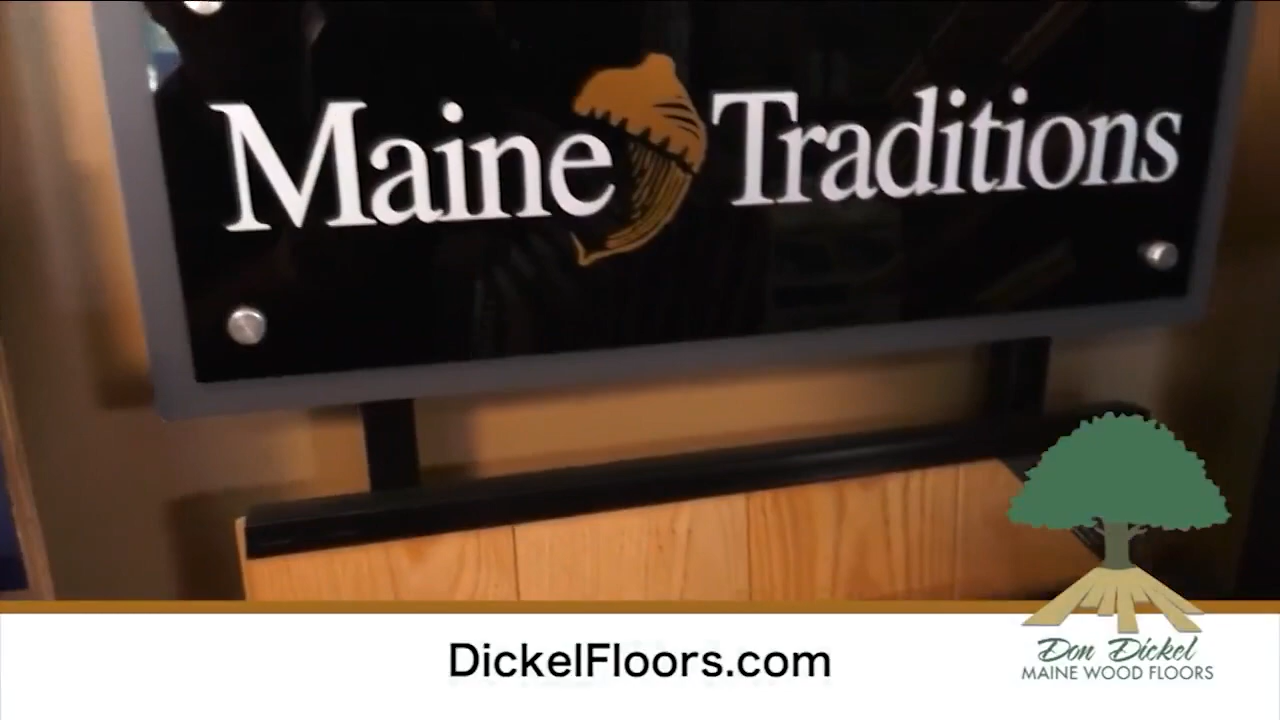 Maine Traditions
DickelFloors.com
Don Dickel
MAINE WOOD FLOORS